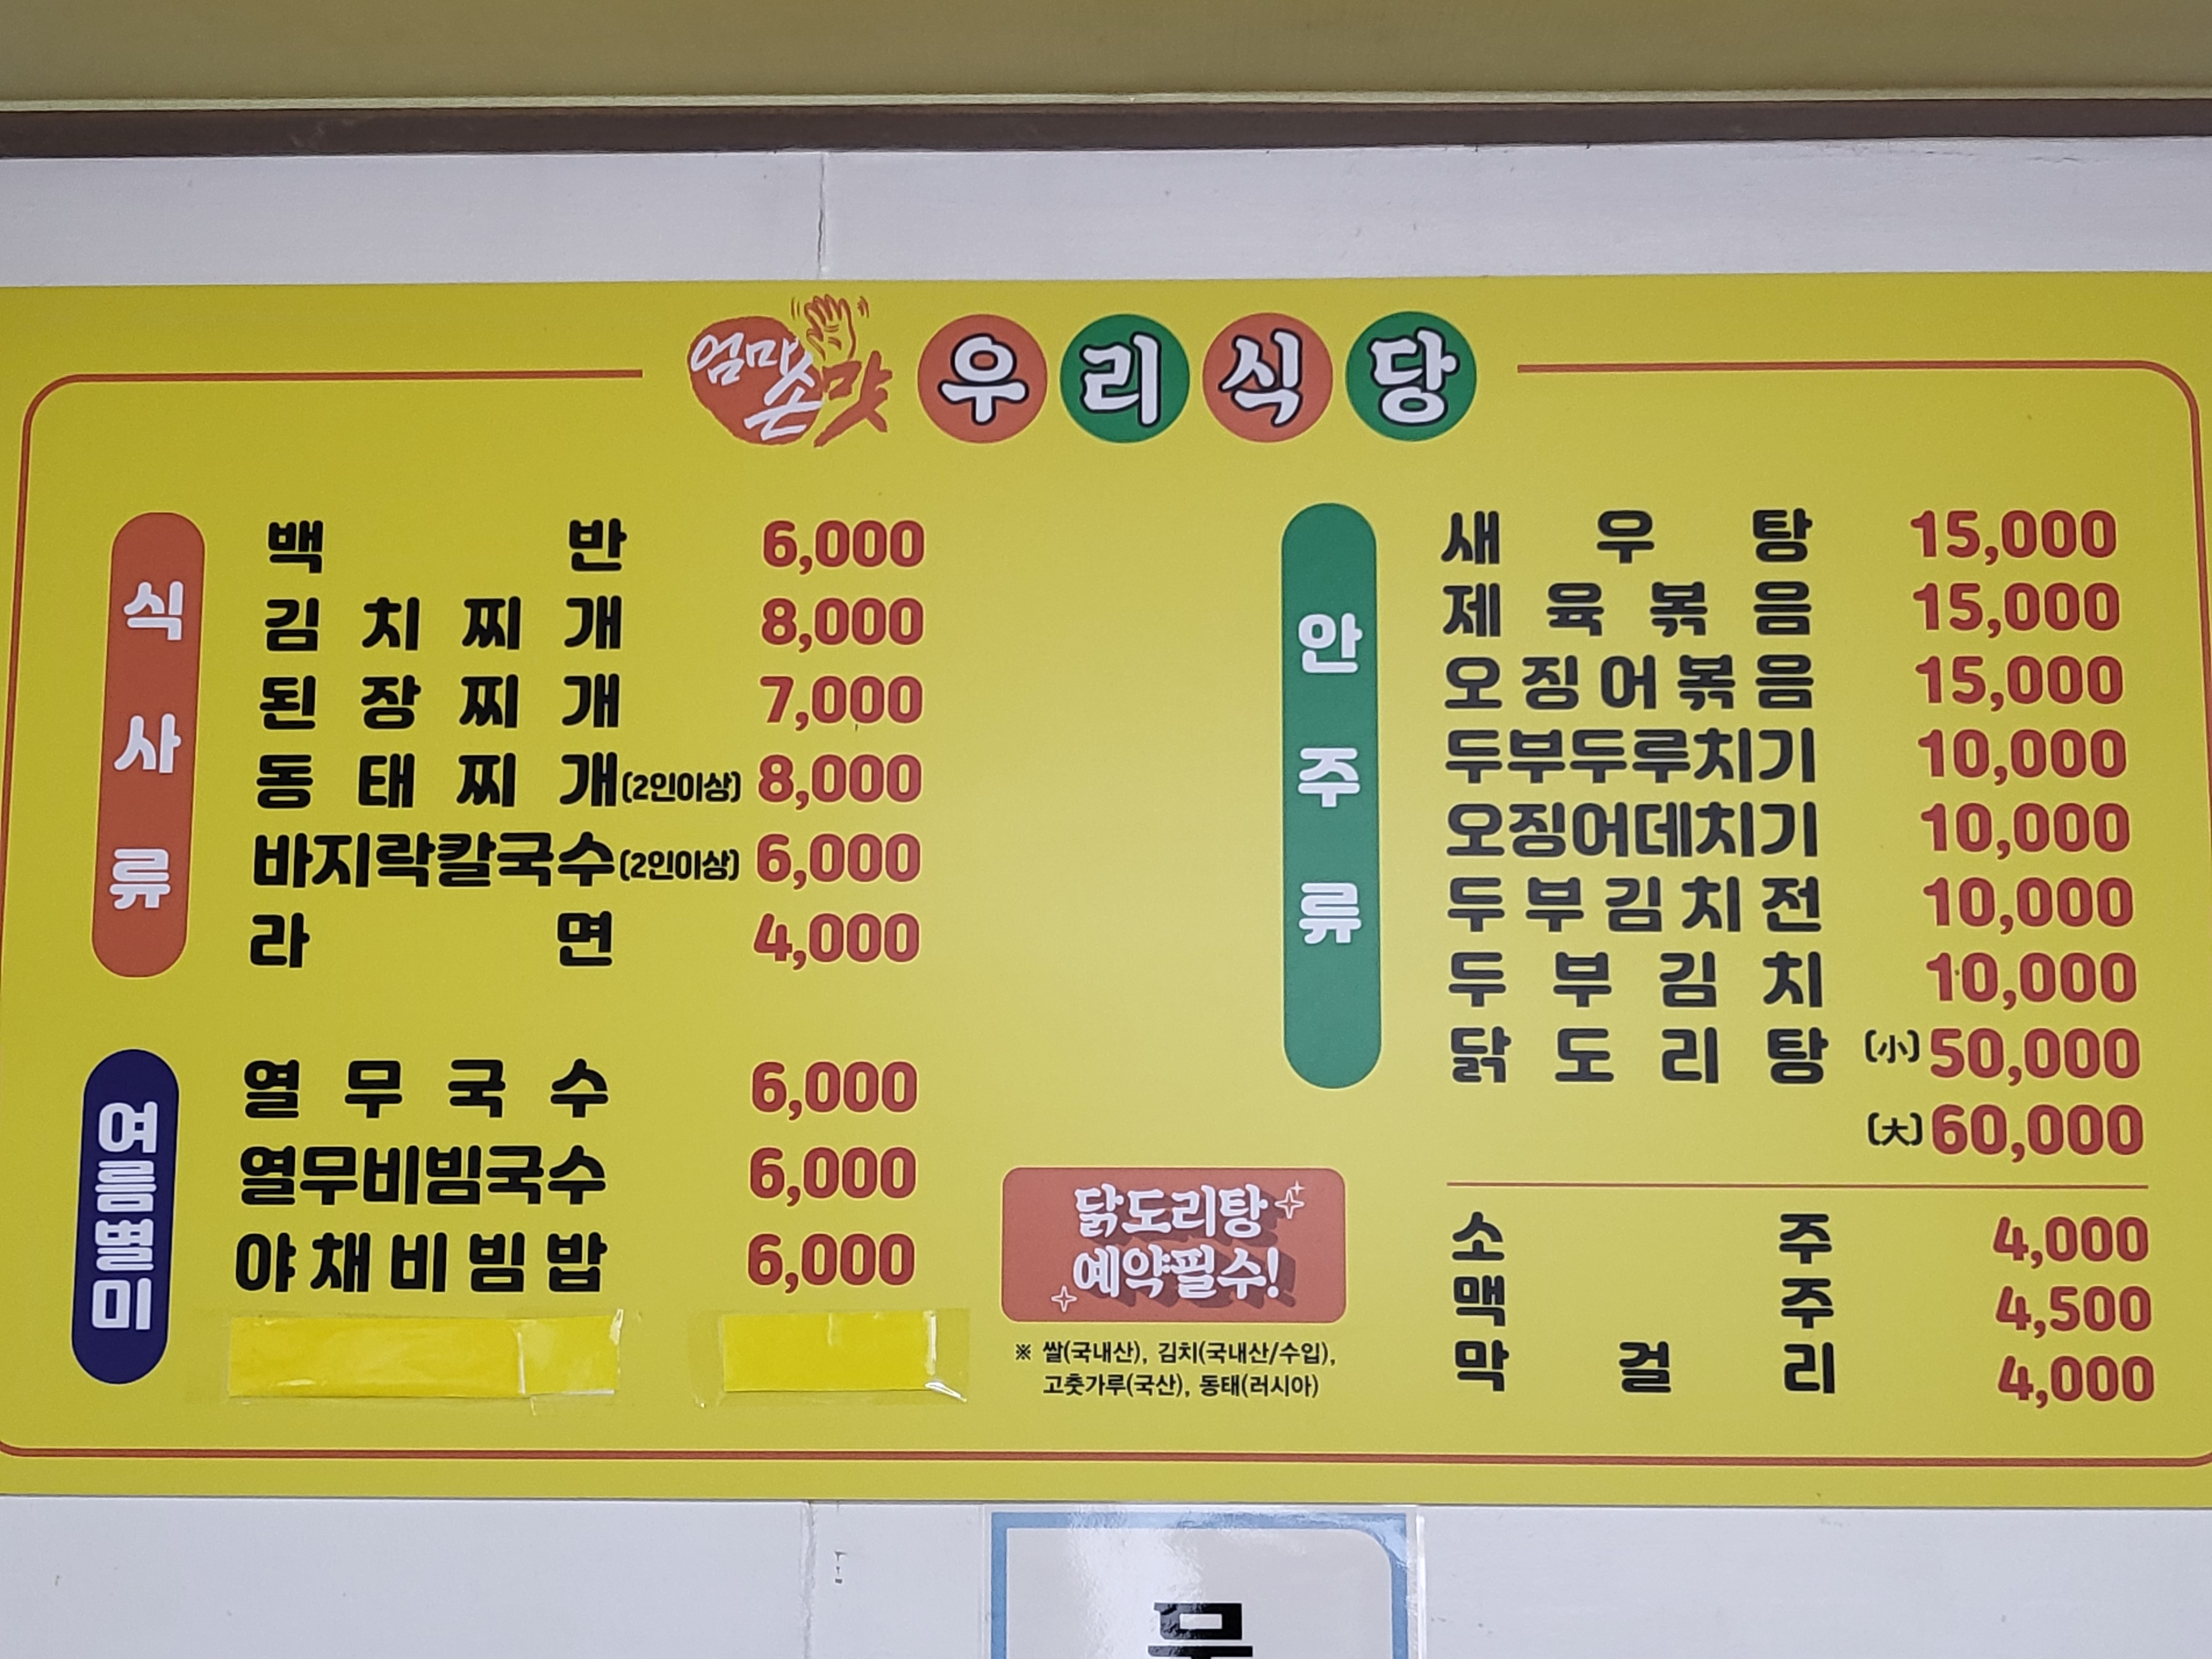 엄마손맛 우리식당
식사류
백반 6,000
김치찌개 8,000
된장찌개 7,000
동태찌개(2인이상) 8,000
바지락칼국수(2인이상) 6,000
라면 4,000
여름별미
열무국수 6,000
열무비빔국수 6,000
야채비빔밥 6,000
안주류
새우탕 15,000
제육볶음 15,000
오징어볶음 15,000
두부두루치기 10,000
오징어데치기 10,000
두부김치전 10,000
두부김치 10,000
닭도리탕 (小) 50,000
(大) 60,000
소주 4,000
맥주 4,500
막걸리 4,000
닭도리탕
예약필수!
※ 쌀(국내산), 김치(국내산/수입),
고춧가루(국산), 동태(러시아)